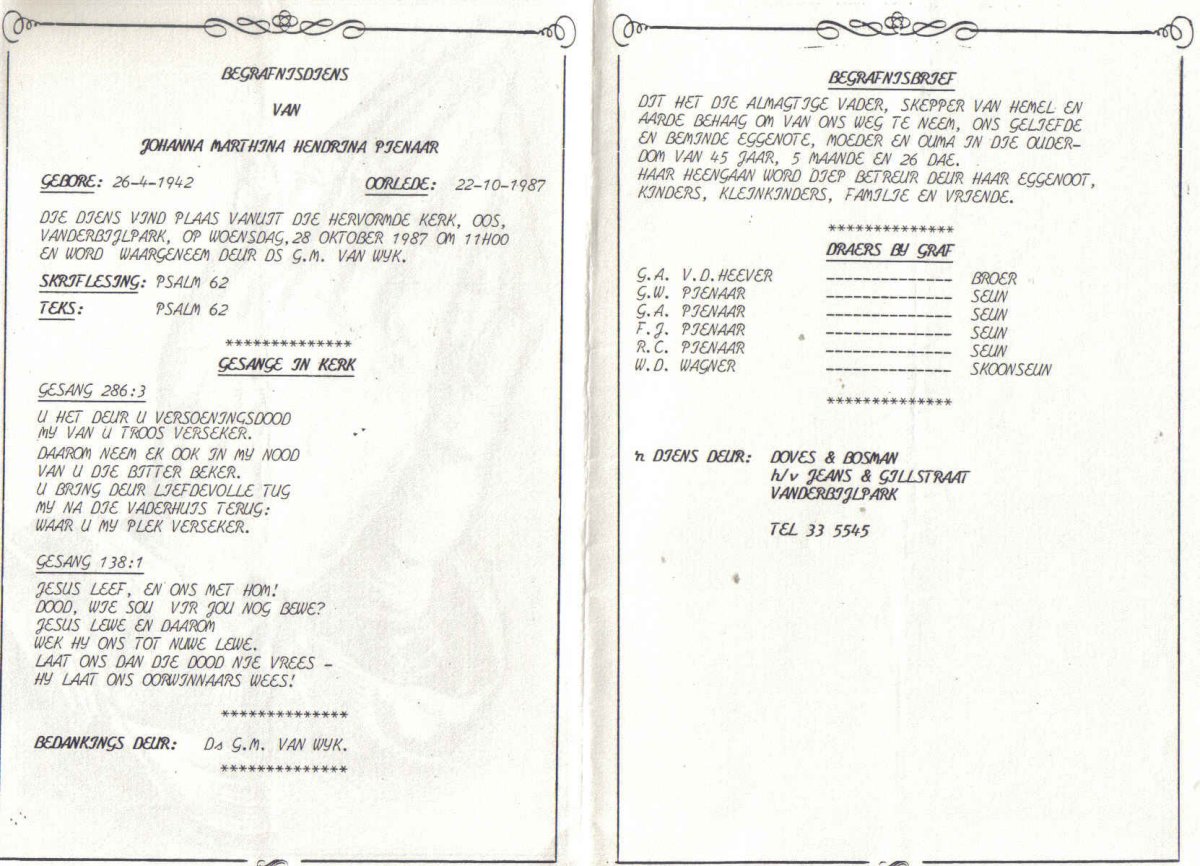 BEGRAFNISDIENS
VAN
JOHANNA MARTHINA HENDRINA PIENAAR
GEBORE: 26-4-1942 OORLEDE: 22-10-1987
DIE DIENS VIND PLAAS VANUIT DIE HERVORMDE KERK, OOS,
VANDERBIJLPARK, OP WOENSDAG, 28 OKTOBER 1987 OM 11H00
EN WORD WAARGENEEM DEUR DS G.M. VAN WYK.
SKRIFLESING: PSALM 62
TEKS: PSALM 62
**************
GESANGE IN KERK
GESANG 286:3
U HET DEUR U VERSOENINGSDOOD
MY VAN U TROOS VERSEKER.
DAAROM NEEM EK OOK IN MY NOOD
VAN U DIE BITTER BEKER.
U BRING DEUR LIEFDEVOLLE TUG
MY NA DIE VADERHUIS TERUG:
WAAR U MY PLEK VERSEKER.
GESANG 138:1
JESUS LEEF, EN ONS MET HOM!
DOOD, WIE SOU VIR JOU NOG BEWE?
JESUS LEWE EN DAAROM
WEK HY ONS TOT NUWE LEWE.
LAAT ONS DAN DIE DOOD NIE VREES -
HY LAAT ONS OORWINNAARS WEES!
**************
BEDANKINGS DEUR: Ds G.M. VAN WYK.
**************
BEGRAFNISBRIEF
DIT HET DIE ALMAGTIGE VADER, SKEPPER VAN HEMEL EN
AARDE BEHAAG OM VAN ONS WEG TE NEEM, ONS GELIEFDE
EN BEMINDE EGGENOTE, MOEDER EN OUMA IN DIE OUDER-
DOM VAN 45 JAAR, 5 MAANDE EN 26 DAE.
HAAR HEENGAAN WORD DIEP BETREUR DEUR HAAR EGGENOOT,
KINDERS, KLEINKINDERS, FAMILIE EN VRIENDE.
**************
DRAERS BY GRAF
G.A. V.D.HEEVER -------------- BROER
G.W. PIENAAR -------------- SEUN
G.A. PIENAAR -------------- SEUN
F.J. PIENAAR -------------- SEUN
R.C. PIENAAR -------------- SEUN
W.D. WAGNER -------------- SKOONSEUN
**************
'n DIENS DEUR: DOVES & BOSMAN
h/v JEANS & GILLSTRAAT
VANDERBIJLPARK
TEL 33 5545